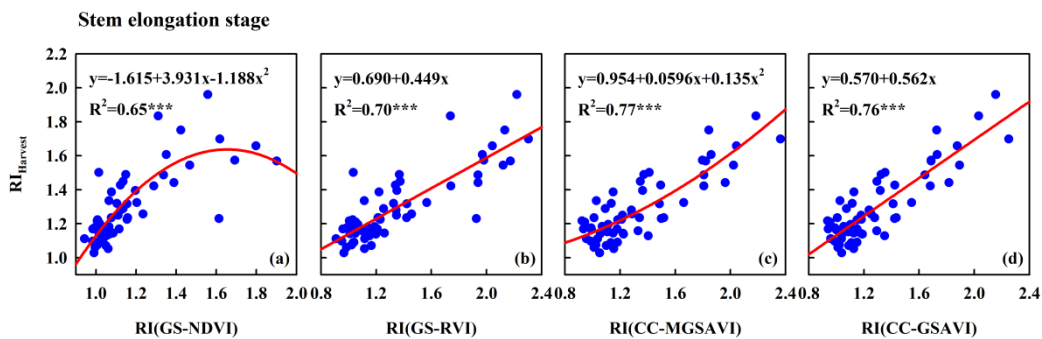 Stem elongation stage
RI Harvest
2.2
2.0
1.8
1.6
1.4
1.2
1.0
y=-1.615+3.931x-1.188x²
R²=0.65***
(a)
1.0 1.2 1.4 1.6 1.8 2.0
RI(GS-NDVI)
y=0.690+0.449x
R²=0.70***
(b)
0.8 1.2 1.6 2.0 2.4
RI(GS-RVI)
y=0.954+0.0596x+0.135x²
R²=0.77***
(c)
0.8 1.2 1.6 2.0 2.4
RI(CC-MGSAVI)
y=0.570+0.562x
R²=0.76***
(d)
0.8 1.2 1.6 2.0 2.4
RI(CC-GSAVI)